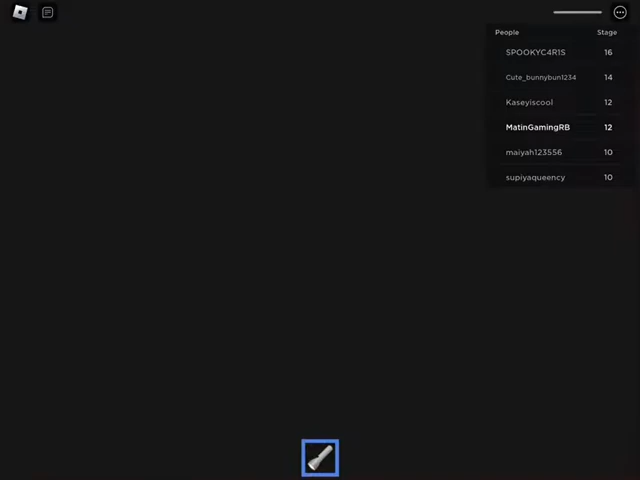 People Stage
SPOOKYC4R1S 16
Cute_bunnybun1234 14
Kaseyiscool 12
MatinGamingRB 12
maiyah123556 10
supiyaqueency 10